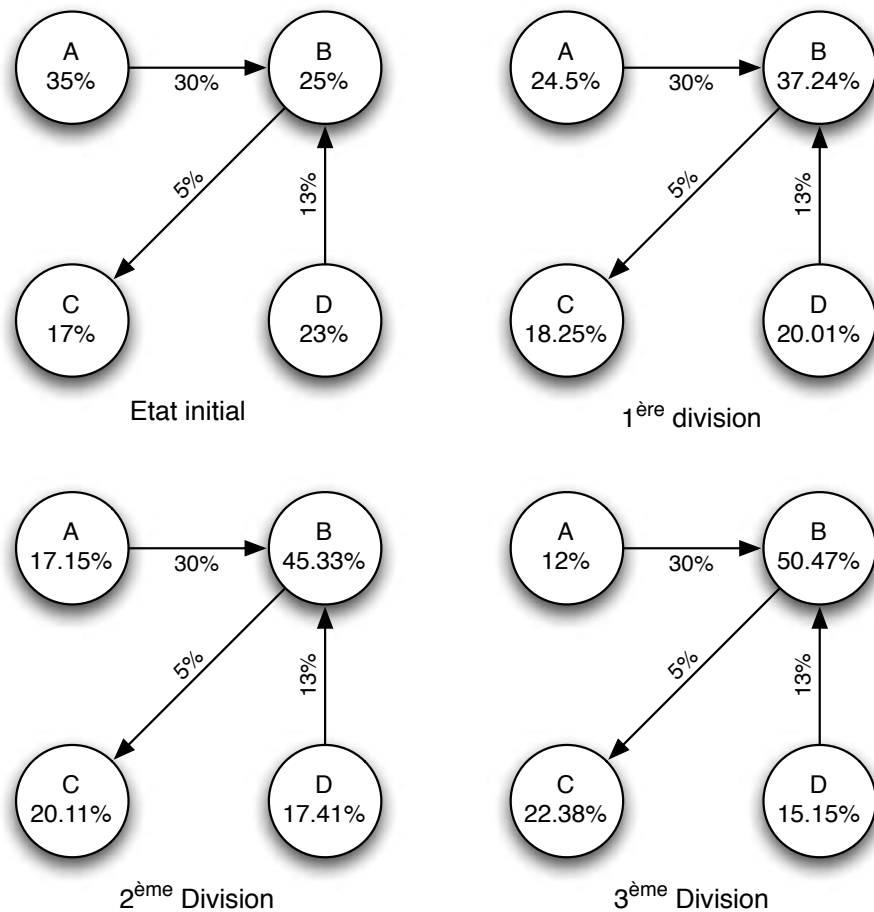 A
35%
30%
B
25%
5%
13%
C
17%
D
23%
Etat initial
A
24.5%
30%
B
37.24%
5%
13%
C
18.25%
D
20.01%
1ère division
A
17.15%
30%
B
45.33%
5%
13%
C
20.11%
D
17.41%
2ème Division
A
12%
30%
B
50.47%
5%
13%
C
22.38%
D
15.15%
3ème Division